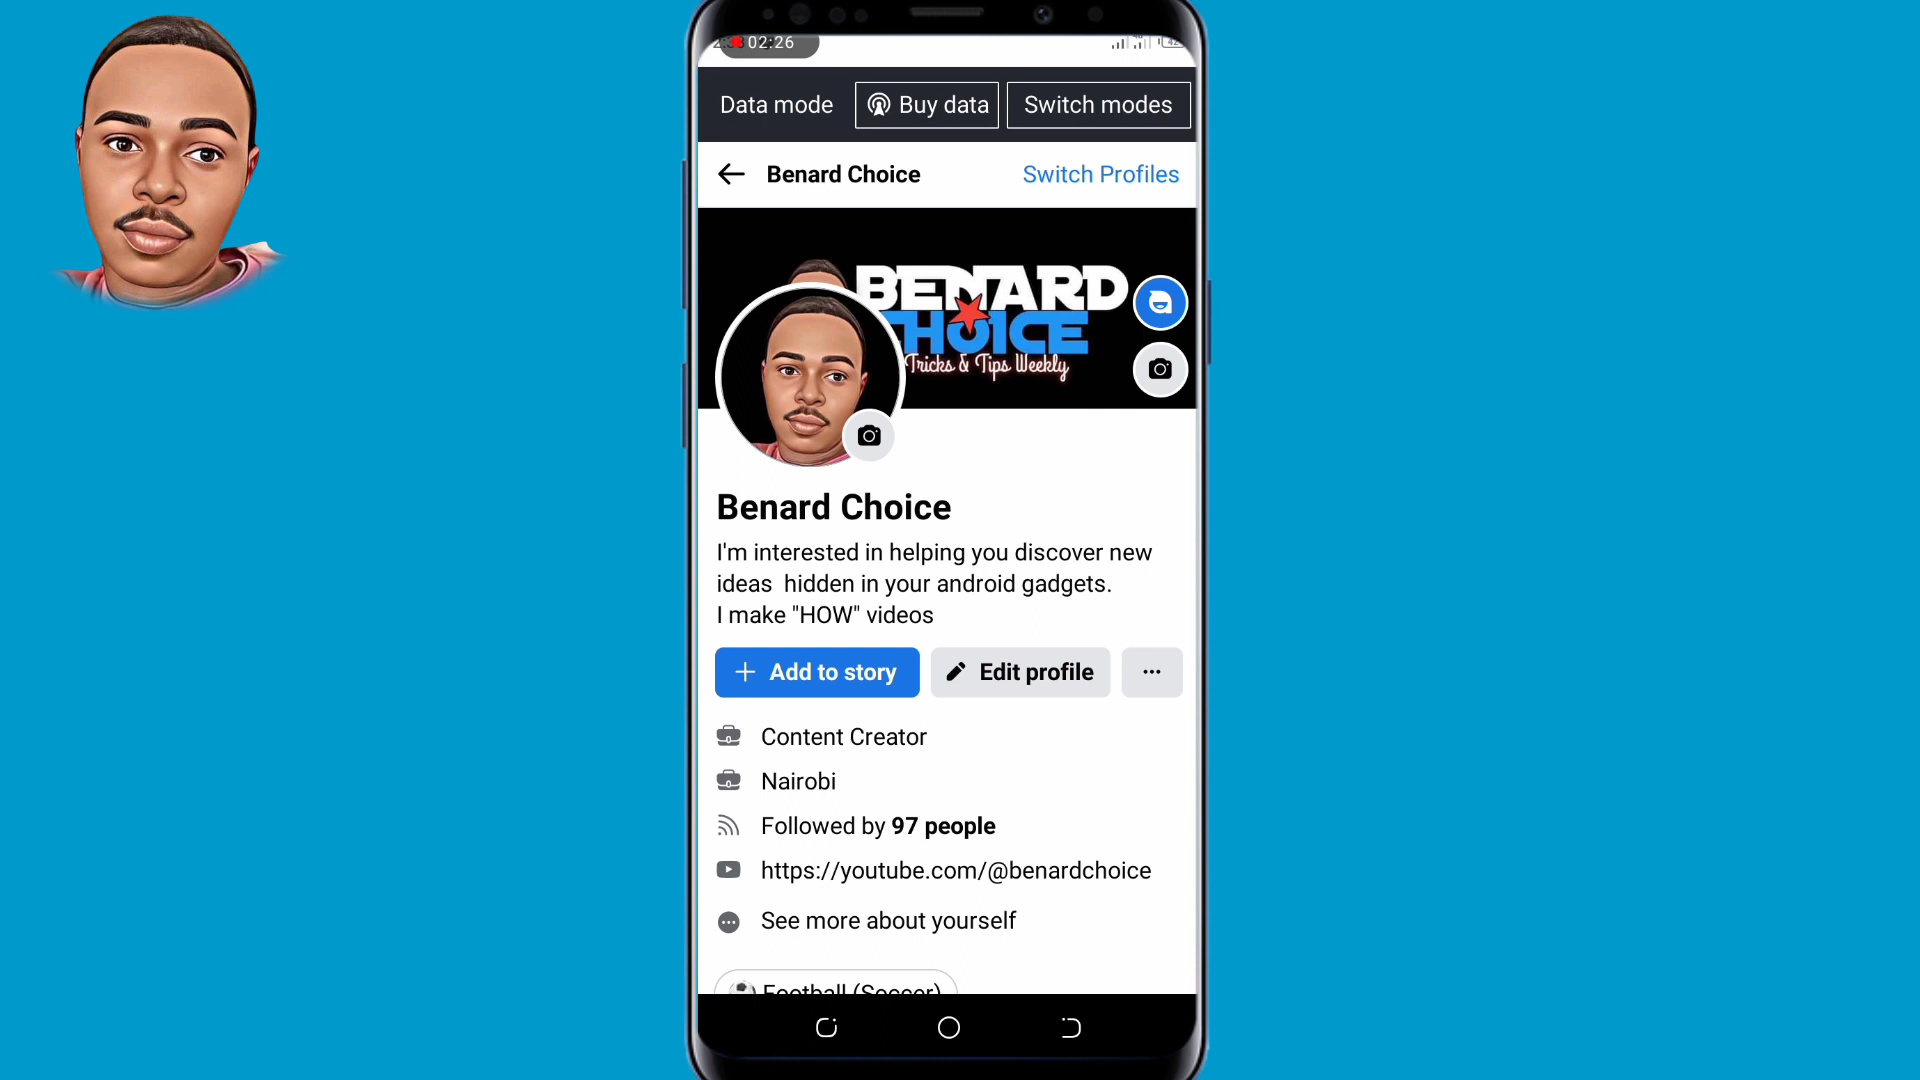 02:26
Data mode
Buy data
Switch modes
Benard Choice
Switch Profiles
BENARD
CHOICE
Tricks & Tips Weekly
Benard Choice
I'm interested in helping you discover new
ideas  hidden in your android gadgets.
I make "HOW" videos
Add to story
Edit profile
Content Creator
Nairobi
Followed by 97 people
https://youtube.com/@benardchoice
See more about yourself
Football (Soccer)